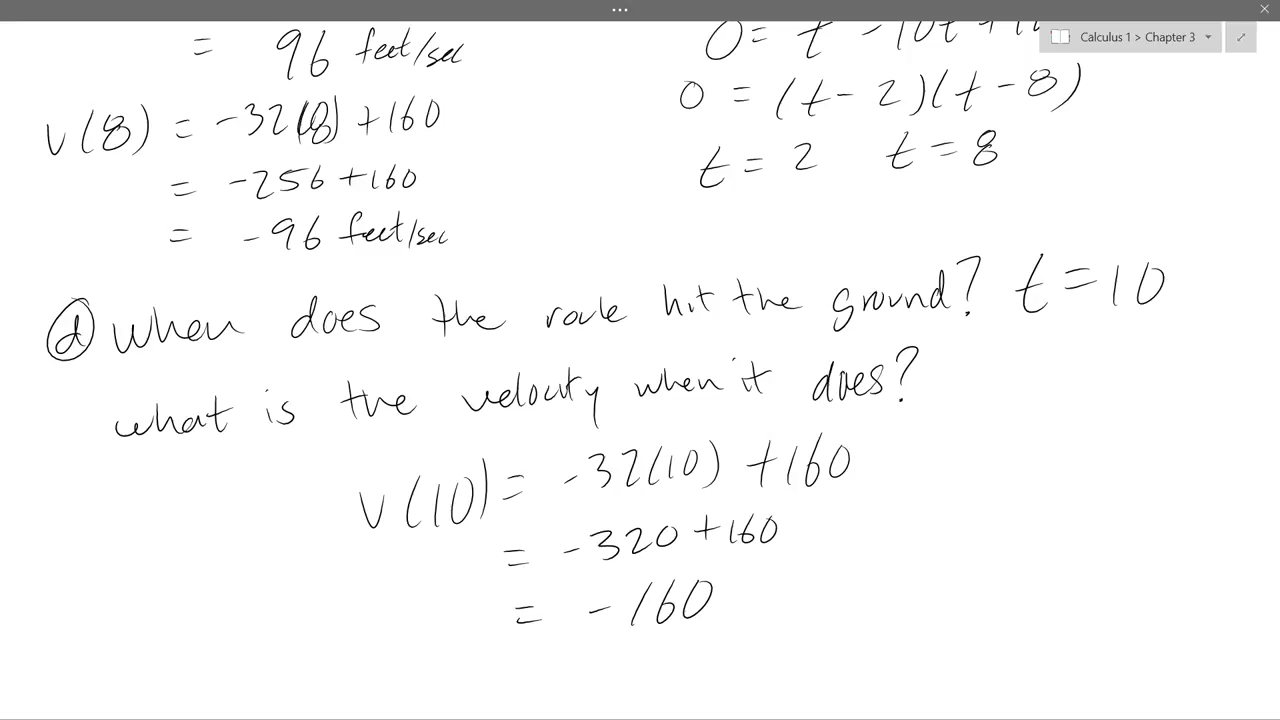 ...
Calculus 1 > Chapter 3
= 96 feet/sec
v(8) = -32(8) + 160
= -256 + 160
= -96 feet/sec
0 = (t - 2)(t - 8)
t = 2 t = 8
d When does the rock hit the ground? t = 10
what is the velocity when it does?
v(10) = -32(10) + 160
= -320 + 160
= -160